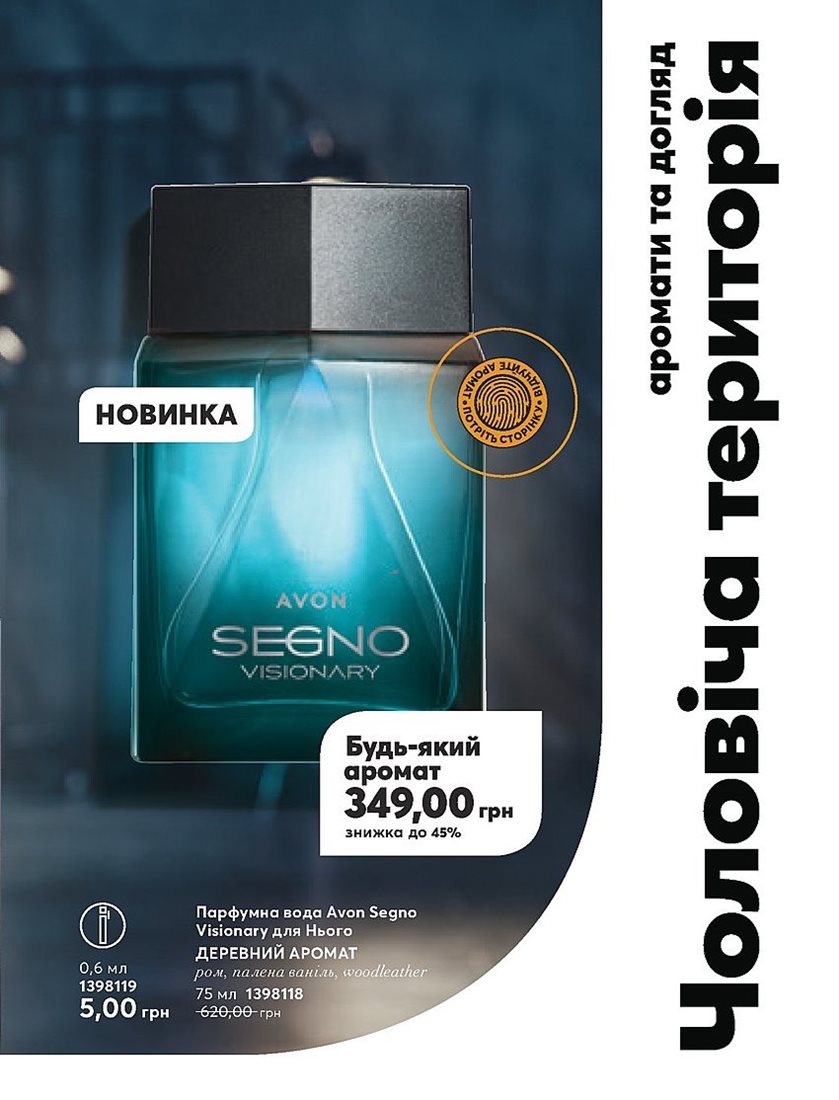 Чоловіча територія
аромати та догляд
НОВИНКА
ВІДЧУЙТЕ АРОМАТ • ПОТРІТЬ СТОРІНКУ •
AVON
SEGNO
VISIONARY
Будь-який
аромат
349,00 грн
знижка до 45%
0,6 мл
1398119
5,00 грн
Парфумна вода Avon Segno
Visionary для Нього
ДЕРЕВНИЙ АРОМАТ
ром, палена ваніль, woodleather
75 мл 1398118
620,00 грн